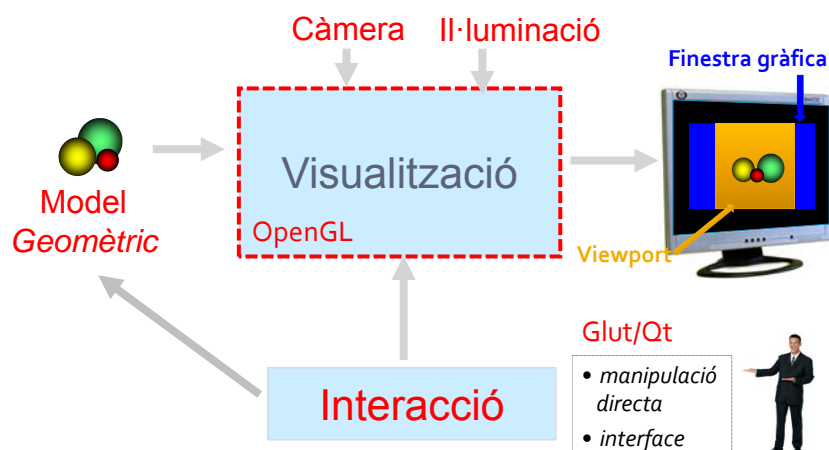 Càmera
Il·luminació
Finestra gràfica
Visualització
OpenGL
Model
Geomètric
Viewport
Glut/Qt
Interacció
• manipulació
directa
• interface